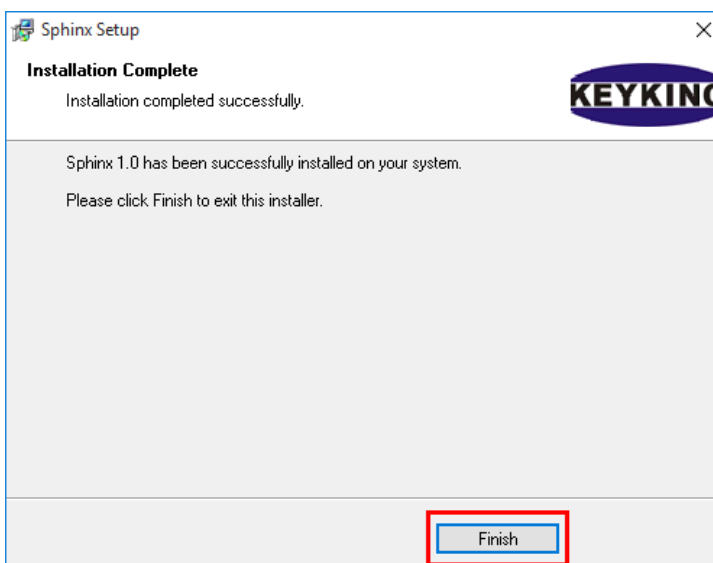 Sphinx Setup
Installation Complete
Installation completed successfully.
KEYKING
Sphinx 1.0 has been successfully installed on your system.
Please click Finish to exit this installer.
Finish